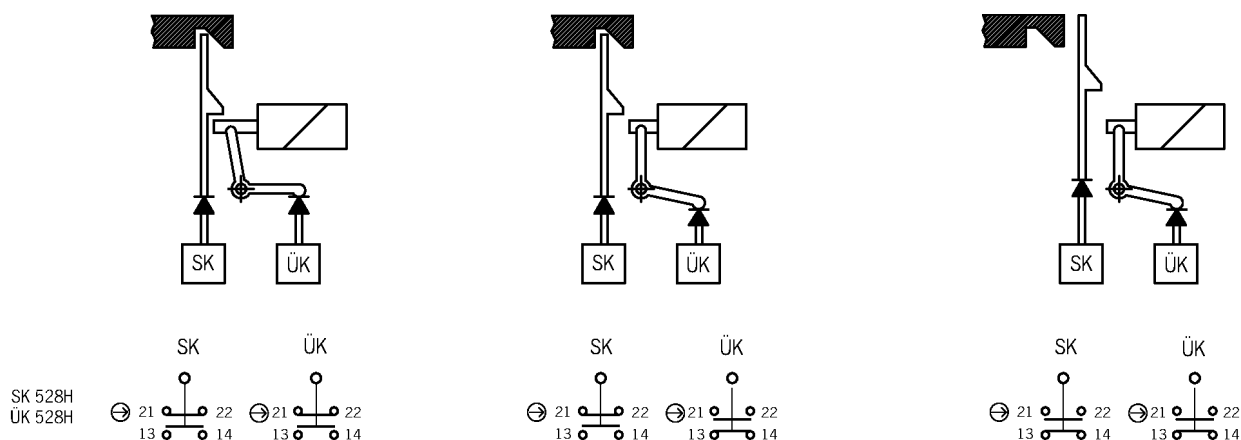 SK ÜK SK ÜK SK ÜK
SK ÜK SK ÜK SK ÜK
SK 528H
ÜK 528H
21 22 21 22 21 22 21 22 21 22 21 22
13 14 13 14 13 14 13 14 13 14 13 14